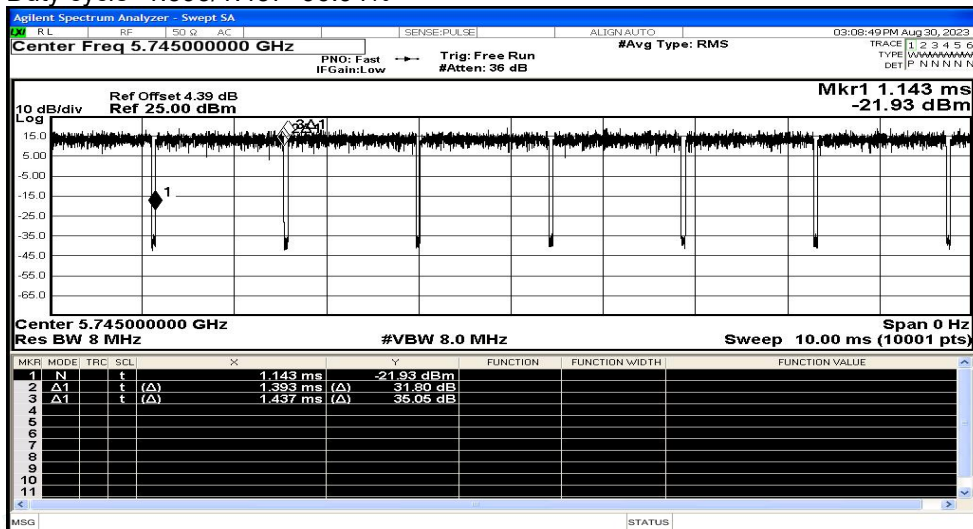 Agilent Spectrum Analyzer - Swept SA
LXI RL RF 50 Ω AC SENSE:PULSE ALIGNAUTO 03:08:49 PM Aug 30, 2023
Center Freq 5.745000000 GHz #Avg Type: RMS TRACE 1 2 3 4 5 6
PNO: Fast Trig: Free Run TYPE
IFGain:Low #Atten: 36 dB DET P N N N N N
Mkr1 1.143 ms
Ref Offset 4.39 dB
10 dB/div Ref 25.00 dBm -21.93 dBm
Log
15.0
5.00
-5.00
-15.0
1
-25.0
-35.0
-45.0
-55.0
-65.0
Center 5.745000000 GHz Span 0 Hz
Res BW 8 MHz #VBW 8.0 MHz Sweep 10.00 ms (10001 pts)
MKR MODE TRC SCL X Y FUNCTION FUNCTION WIDTH FUNCTION VALUE
1 N t 1.143 ms -21.93 dBm
2 Δ1 t (Δ) 1.393 ms (Δ) 31.80 dB
3 Δ1 t (Δ) 1.437 ms (Δ) 35.05 dB
4
5
6
7
8
9
10
11
MSG STATUS